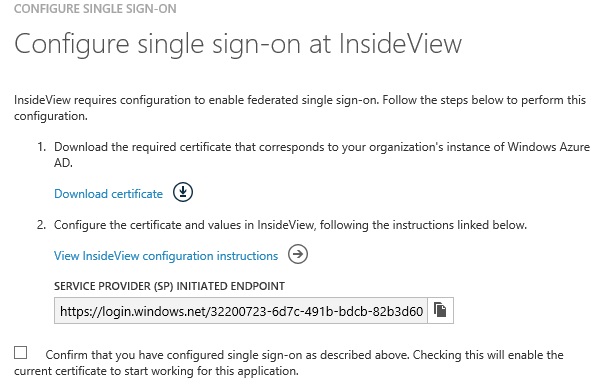 CONFIGURE SINGLE SIGN-ON
Configure single sign-on at InsideView
InsideView requires configuration to enable federated single sign-on. Follow the steps below to perform this
configuration.
1. Download the required certificate that corresponds to your organization's instance of Windows Azure
AD.
Download certificate
2. Configure the certificate and values in InsideView, following the instructions linked below.
View InsideView configuration instructions
SERVICE PROVIDER (SP) INITIATED ENDPOINT
https://login.windows.net/32200723-6d7c-491b-bdcb-82b3d60
Confirm that you have configured single sign-on as described above. Checking this will enable the
current certificate to start working for this application.